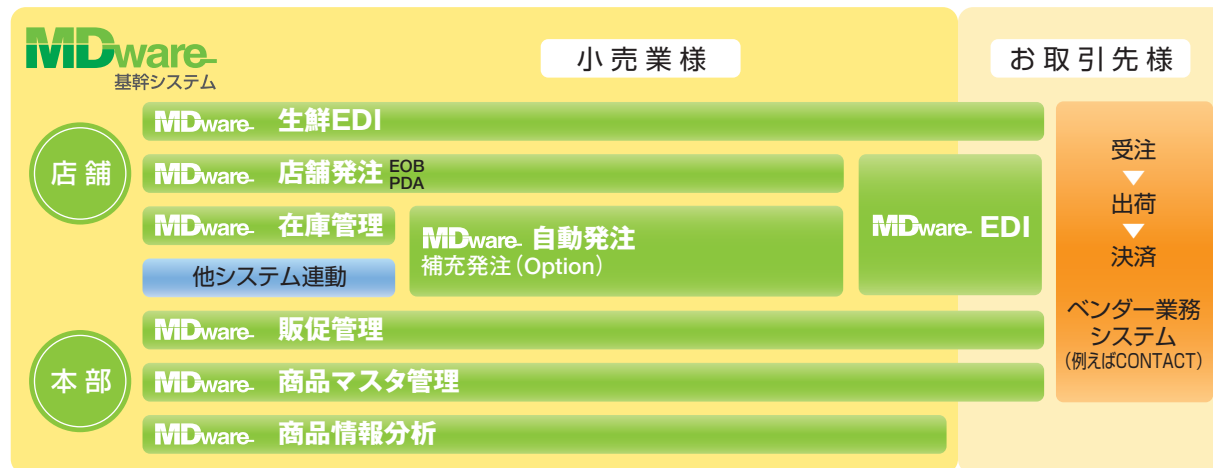 MDware
基幹システム
小売業様
お取引先様
店舗
MDware 生鮮EDI
MDware 店舗発注 EOB
PDA
MDware 在庫管理
他システム連動
MDware 自動発注
補充発注（Option）
MDware EDI
受注
▼
出荷
▼
決済
ベンダー業務
システム
（例えばCONTACT）
本部
MDware 販促管理
MDware 商品マスタ管理
MDware 商品情報分析